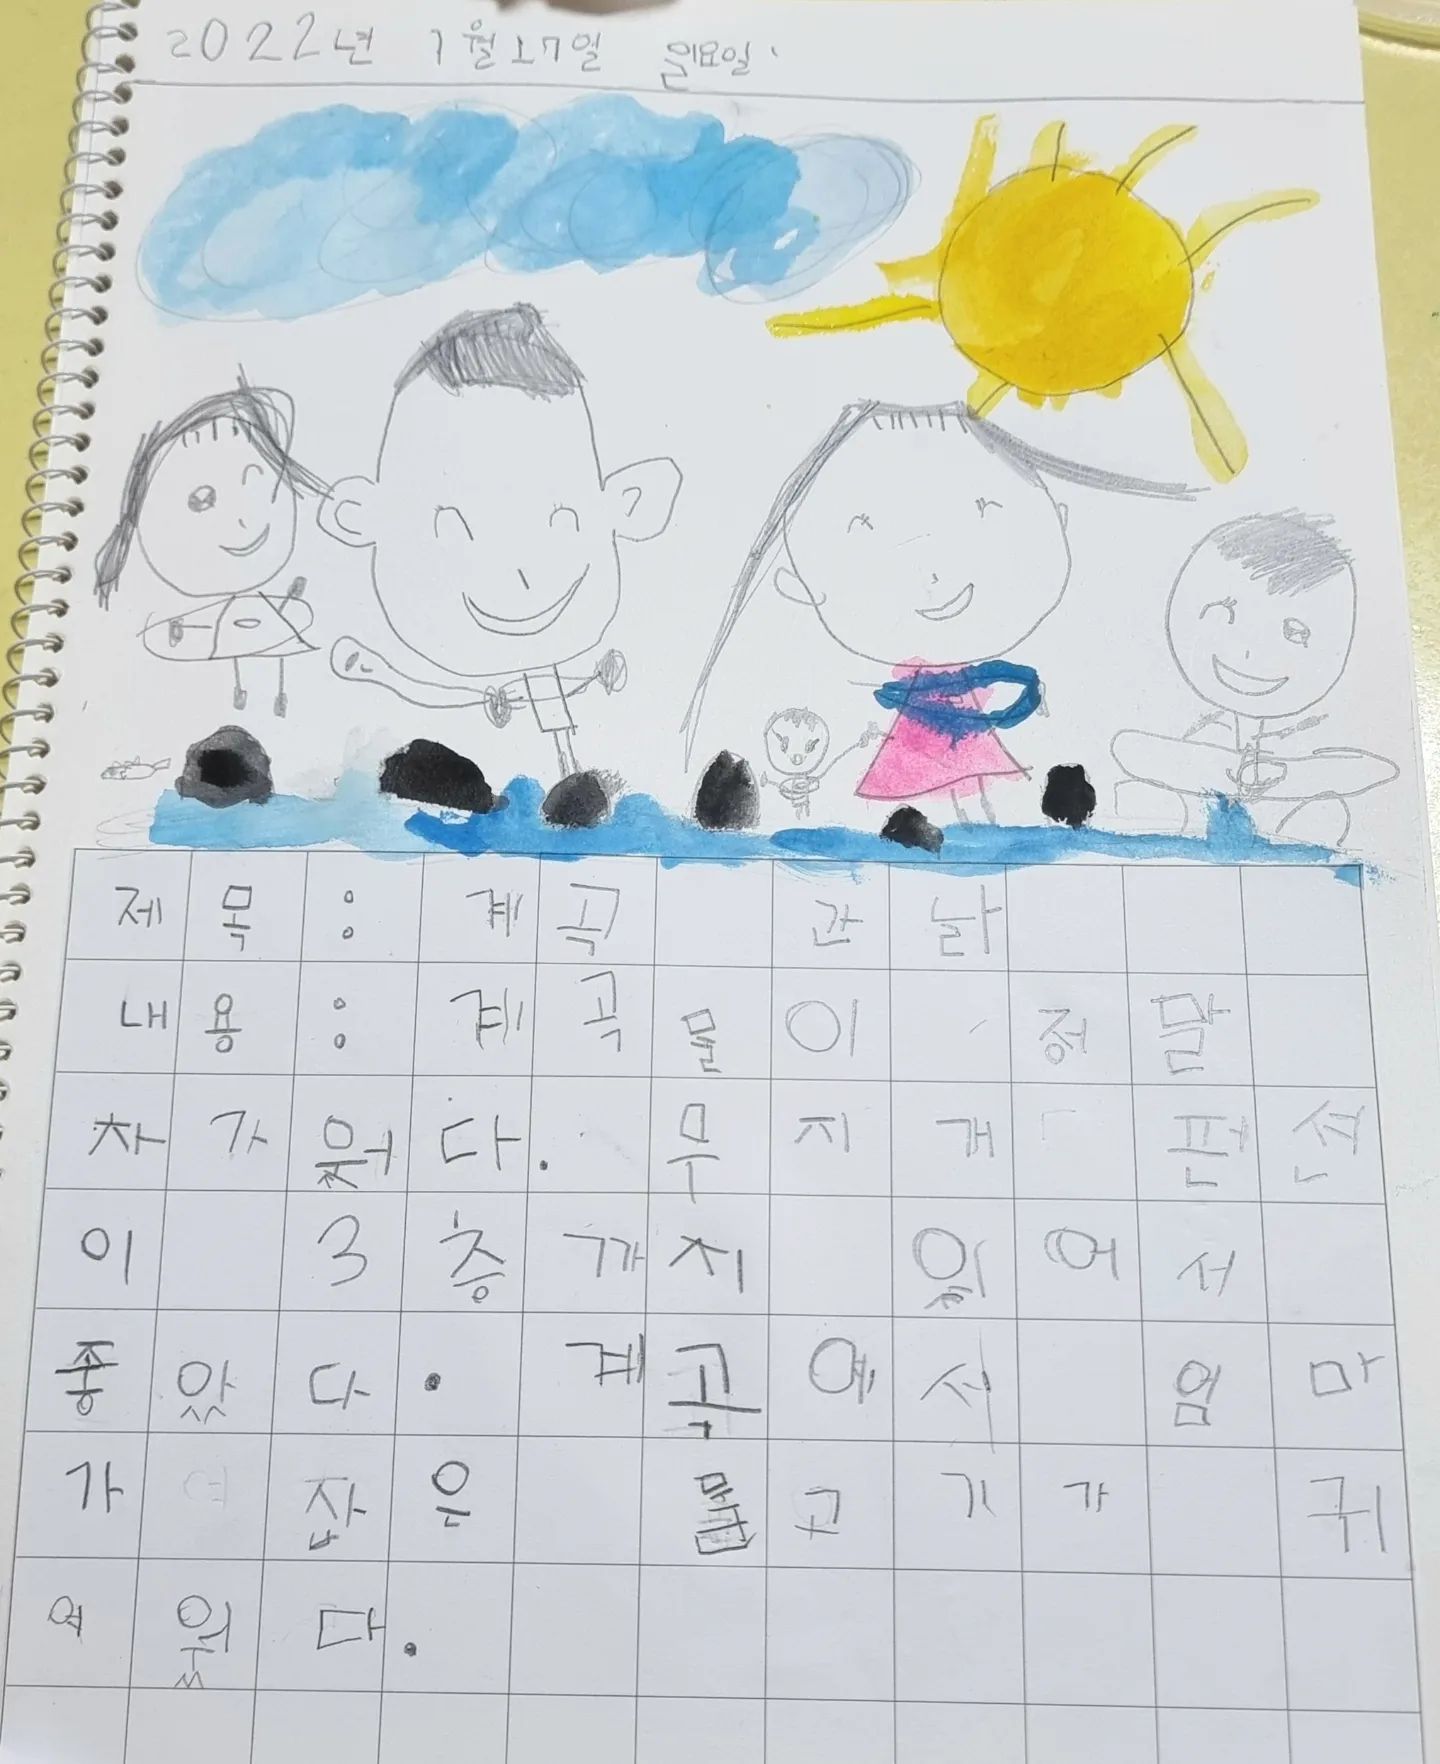 2022년 1월 17일 월요일
제목: 계곡 간날
내용: 계곡물이 정말
차가웠다. 무지개 펀션
이 3층까지 있어서
좋았다. 계곡에서 엄마
가 잡은 물고기가 귀
여웠다.